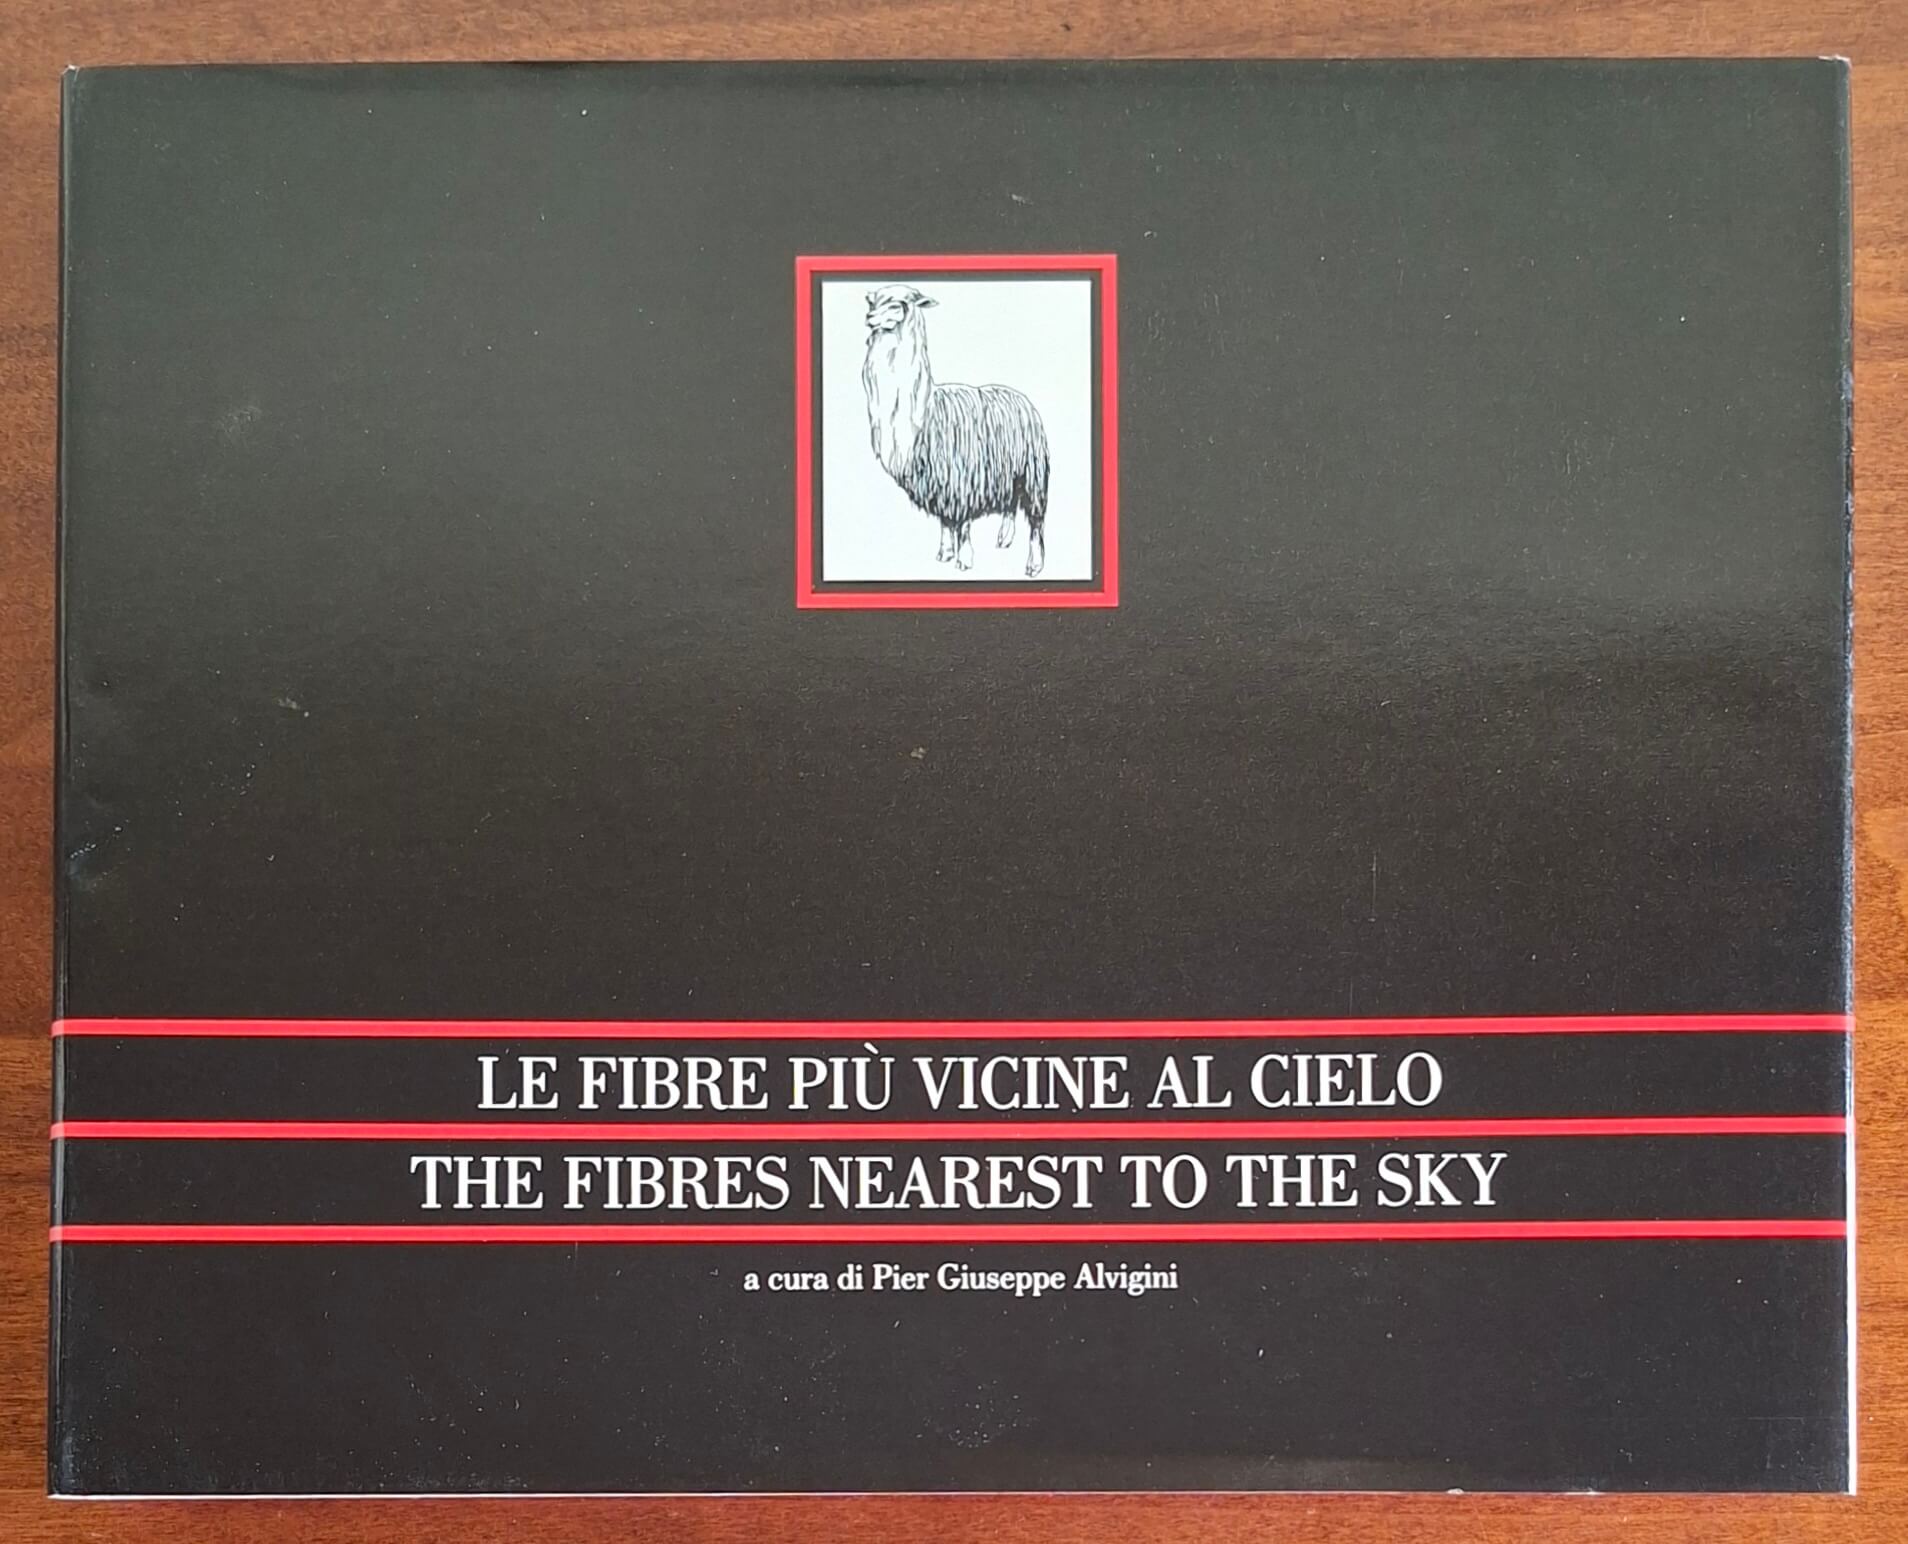 LE FIBRE PIÙ VICINE AL CIELO
THE FIBRES NEAREST TO THE SKY
a cura di Pier Giuseppe Alvigini